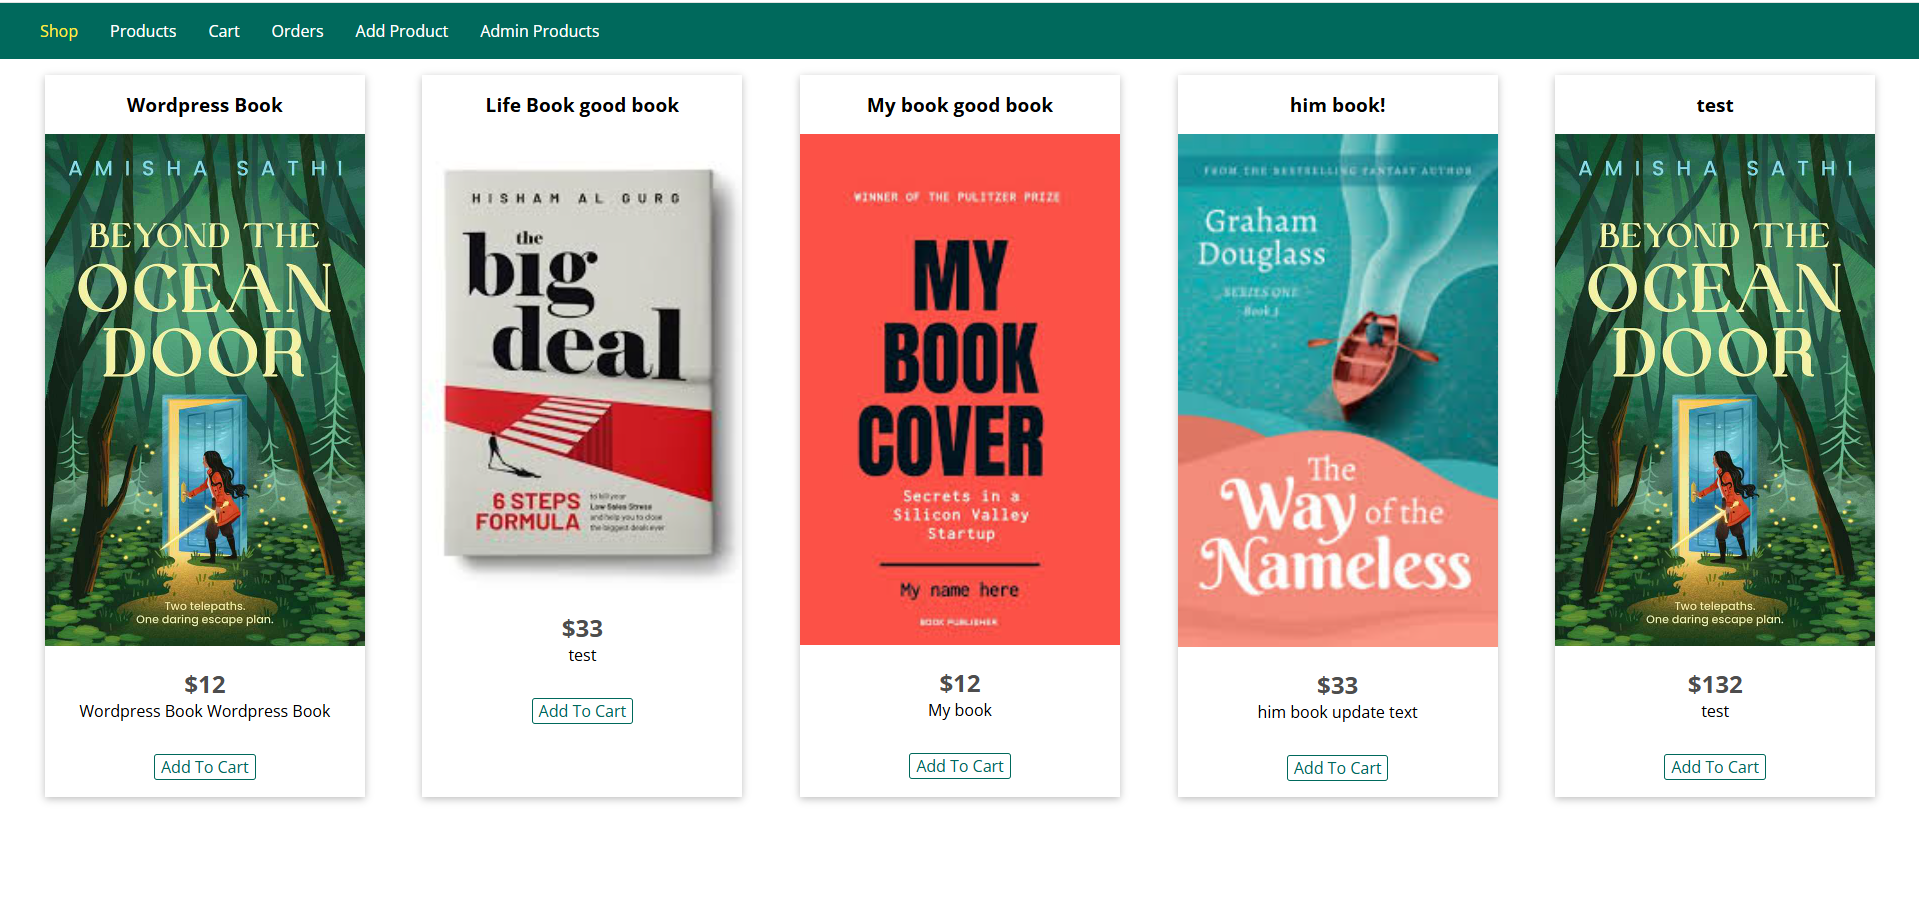 Shop Products Cart Orders Add Product Admin Products
Wordpress Book
AMISHA SATHI
BEYOND THE
OCEAN
DOOR
Two telepaths.
One daring escape plan.
$12
Wordpress Book Wordpress Book
Add To Cart
Life Book good book
HISHAM AL GURG
the
big
deal
6 STEPS
FORMULA
to kill your
Low Sales Stress
and help you to close
the biggest deals ever
$33
test
Add To Cart
My book good book
WINNER OF THE PULITZER PRIZE
MY
BOOK
COVER
Secrets in a
Silicon Valley
Startup
My name here
BOOK PUBLISHER
$12
My book
Add To Cart
him book!
FROM THE BESTSELLING FANTASY AUTHOR
Graham
Douglass
SERIES ONE
Book 1
The
Way of the
Nameless
$33
him book update text
Add To Cart
test
AMISHA SATHI
BEYOND THE
OCEAN
DOOR
Two telepaths.
One daring escape plan.
$132
test
Add To Cart